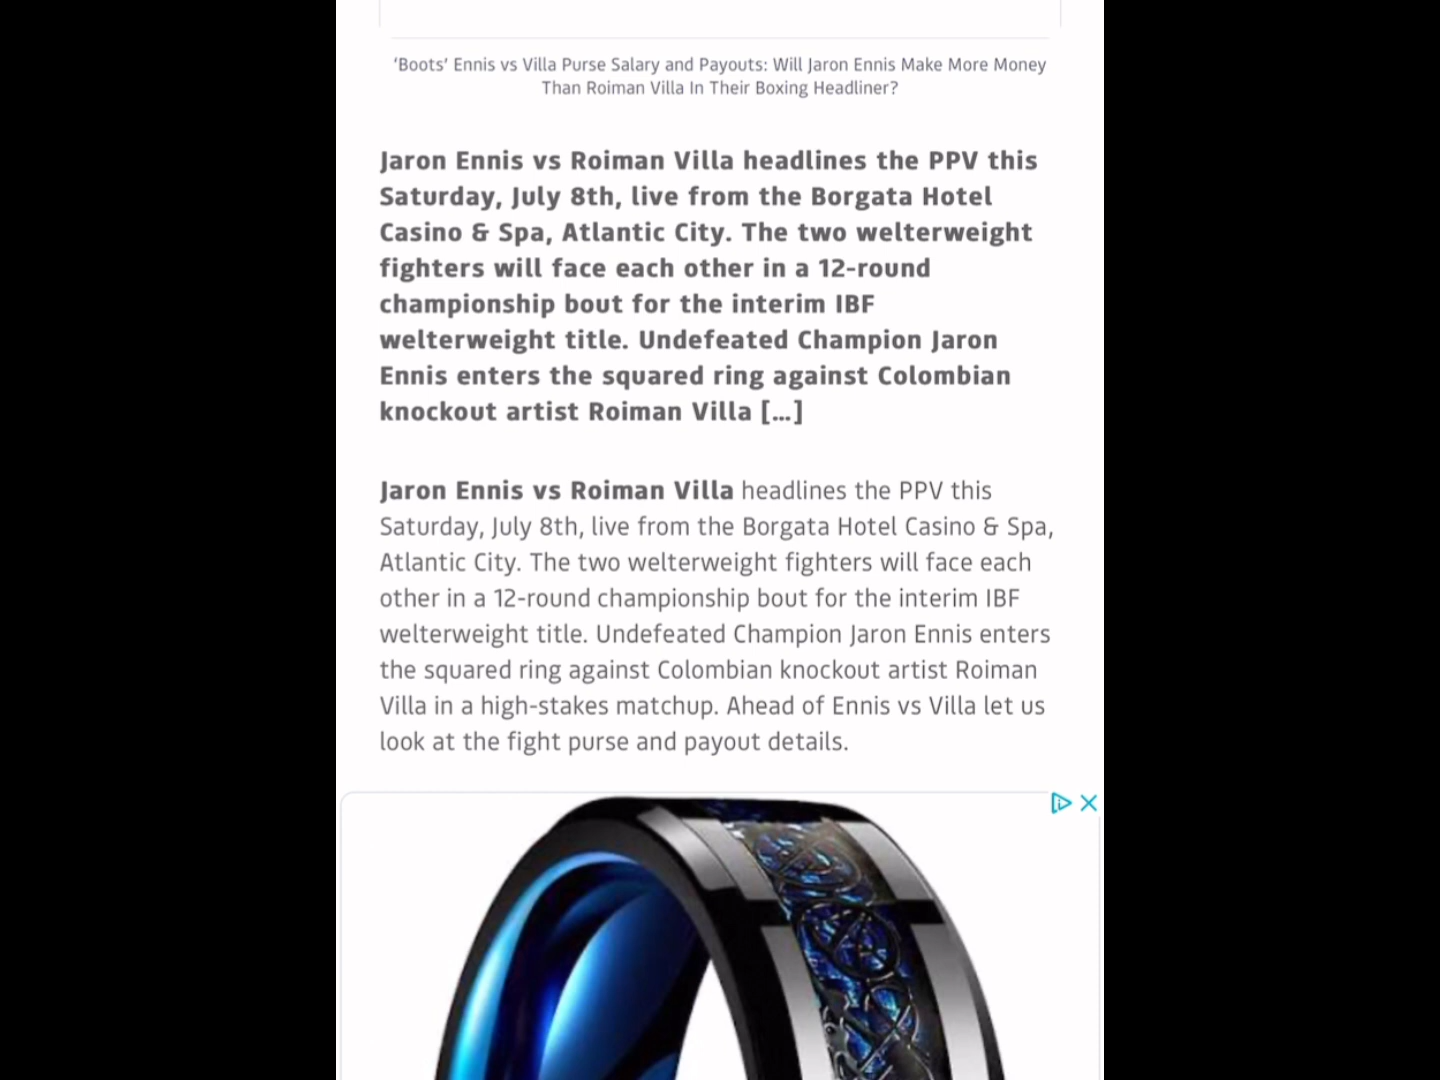 ‘Boots’ Ennis vs Villa Purse Salary and Payouts: Will Jaron Ennis Make More Money
Than Roiman Villa In Their Boxing Headliner?
Jaron Ennis vs Roiman Villa headlines the PPV this
Saturday, July 8th, live from the Borgata Hotel
Casino & Spa, Atlantic City. The two welterweight
fighters will face each other in a 12-round
championship bout for the interim IBF
welterweight title. Undefeated Champion Jaron
Ennis enters the squared ring against Colombian
knockout artist Roiman Villa […]
Jaron Ennis vs Roiman Villa headlines the PPV this
Saturday, July 8th, live from the Borgata Hotel Casino & Spa,
Atlantic City. The two welterweight fighters will face each
other in a 12-round championship bout for the interim IBF
welterweight title. Undefeated Champion Jaron Ennis enters
the squared ring against Colombian knockout artist Roiman
Villa in a high-stakes matchup. Ahead of Ennis vs Villa let us
look at the fight purse and payout details.